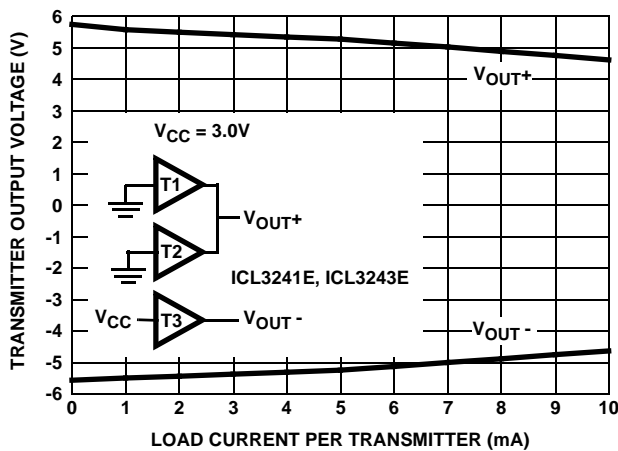 TRANSMITTER OUTPUT VOLTAGE (V)
6
5
4
3
2
1
0
-1
-2
-3
-4
-5
-6
VOUT+
VCC = 3.0V
T1
VOUT+
T2
ICL3241E, ICL3243E
VCC
T3
VOUT -
VOUT -
0 1 2 3 4 5 6 7 8 9 10
LOAD CURRENT PER TRANSMITTER (mA)